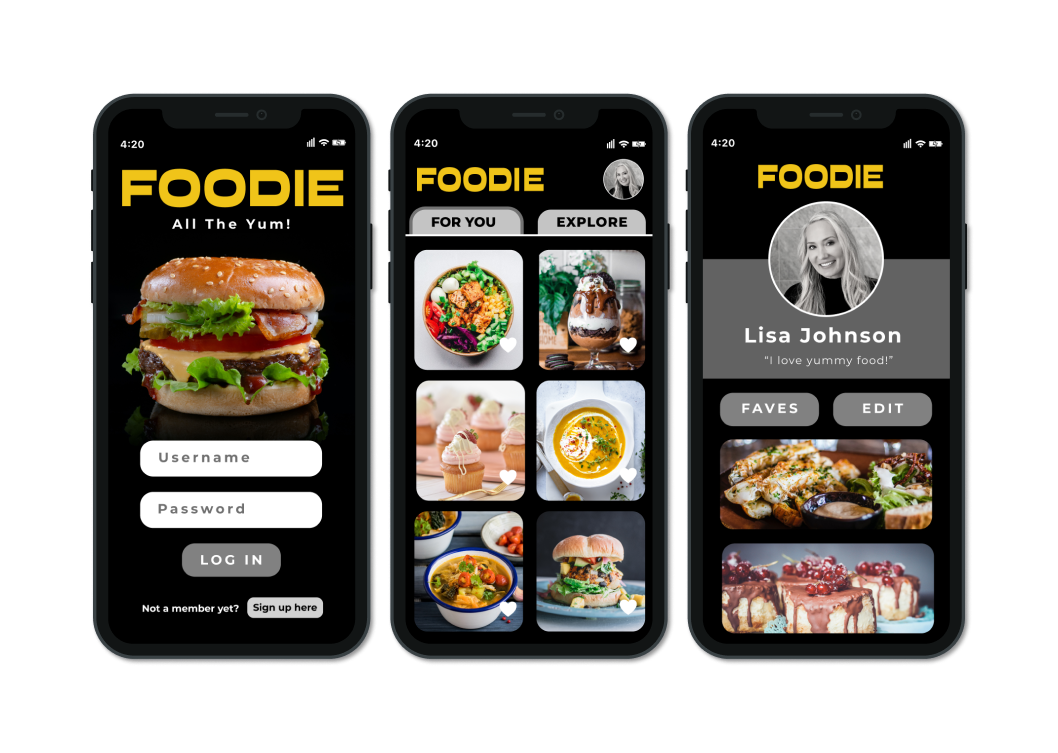 4:20
FOODIE
All The Yum!
Username
Password
LOG IN
Not a member yet? Sign up here
4:20
FOODIE
FOR YOU EXPLORE
4:20
FOODIE
Lisa Johnson
“I love yummy food!”
FAVES EDIT